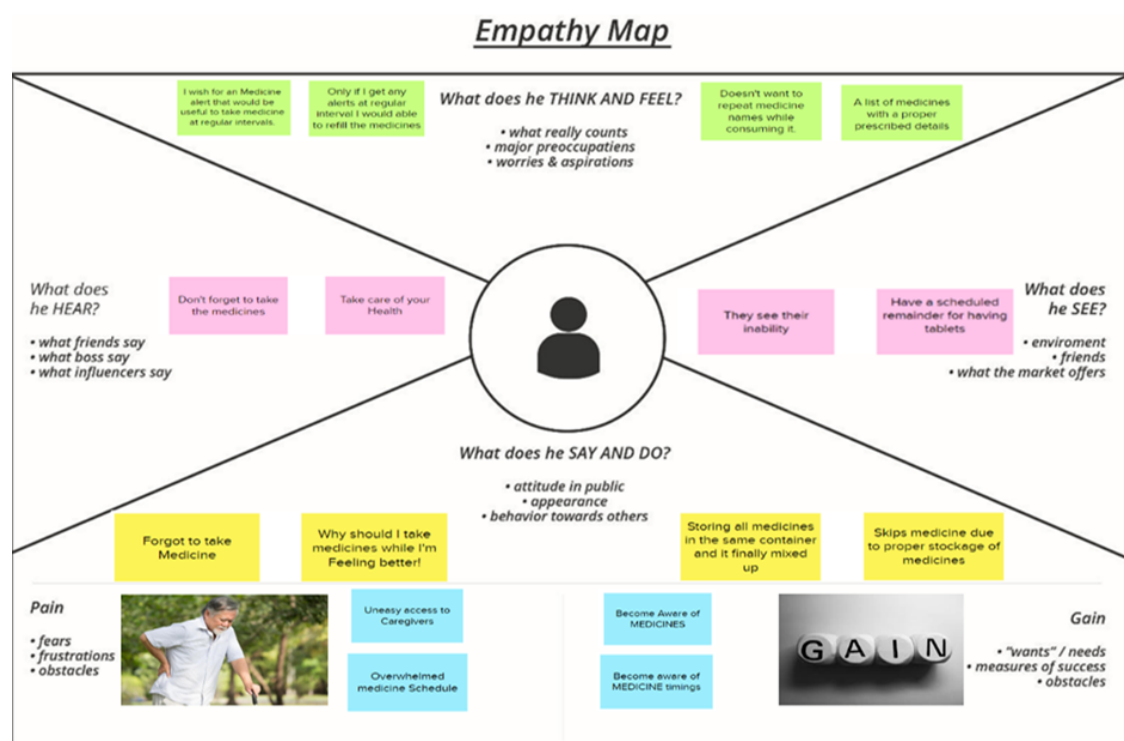 Empathy Map
I wish for an Medicine
alert that would be
useful to take medicine
at regular intervals.
Only if I get any
alerts at regular
interval I would able
to refill the medicines
What does he THINK AND FEEL?
• what really counts
• major preoccupatiens
• worries & aspirations
Doesn't want to
repeat medicine
names while
consuming it.
A list of medicines
with a proper
prescribed details
What does
he HEAR?
• what friends say
• what boss say
• what influencers say
Don't forget to take
the medicines
Take care of your
Health
They see their
inability
Have a scheduled
remainder for having
tablets
What does
he SEE?
• enviroment
• friends
• what the market offers
What does he SAY AND DO?
• attitude in public
• appearance
• behavior towards others
Forgot to take
Medicine
Why should I take
medicines while I'm
Feeling better!
Storing all medicines
in the same container
and it finally mixed
up
Skips medicine due
to proper stockage of
medicines
Pain
• fears
• frustrations
• obstacles
Uneasy access to
Caregivers
Overwhelmed
medicine Schedule
Become Aware of
MEDICINES
Become aware of
MEDICINE timings
GAIN
Gain
• "wants" / needs
• measures of success
• obstacles